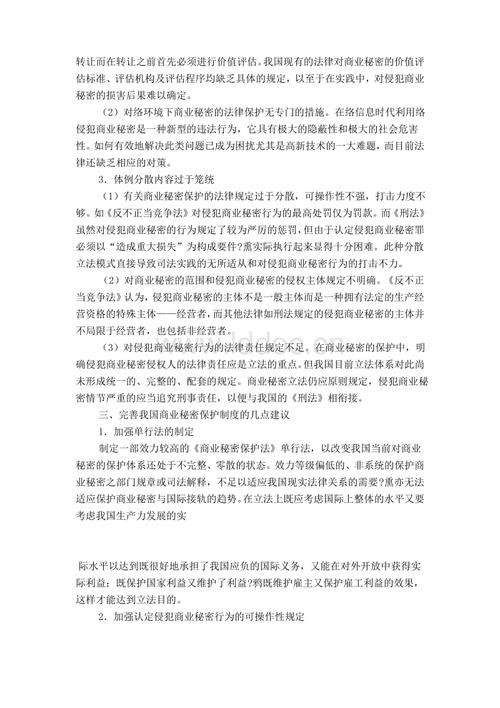 转让而在转让之前首先必须进行价值评估。我国现有的法律对商业秘密的价值评
估标准、评估机构及评估程序均缺乏具体的规定，以至于在实践中，对侵犯商业
秘密的损害后果难以确定。
（2）对络环境下商业秘密的法律保护无专门的措施。在络信息时代利用络
侵犯商业秘密是一种新型的违法行为，它具有极大的隐蔽性和极大的社会危害
性。如何有效地解决此类问题已成为困扰尤其是高新技术的一大难题，而目前法
律还缺乏相应的对策。
3．体例分散内容过于笼统
（1）有关商业秘密保护的法律规定过于分散，可操作性不强，打击力度不
够。如《反不正当竞争法》对侵犯商业秘密行为的最高处罚仅为罚款。而《刑法》
虽然对侵犯商业秘密的行为规定了较为严厉的惩罚，但由于认定侵犯商业秘密罪
必须以“造成重大损失”为构成要件?熏实际执行起来显得十分困难。此种分散
立法模式直接导致司法实践的无所适从和对侵犯商业秘密行为的打击不力。
（2）对商业秘密的范围和侵犯商业秘密的侵权主体规定不明确。《反不正
当竞争法》认为，侵犯商业秘密的主体不是一般主体而是一种拥有法定的生产经
营资格的特殊主体——经营者，而其他法律如刑法规定的侵犯商业秘密的主体并
不局限于经营者，也包括非经营者。
（3）对侵犯商业秘密行为的法律责任规定不足。在商业秘密的保护中，明
确侵犯商业秘密侵权人的法律责任应是立法的重点。但我国目前立法体系对此尚
未形成统一的、完整的、配套的规定。商业秘密立法仍应原则规定，侵犯商业秘
密情节严重的应当追究刑事责任，以便与我国的《刑法》相衔接。
三、完善我国商业秘密保护制度的几点建议
1．加强单行法的制定
制定一部效力较高的《商业秘密保护法》单行法，以改变我国当前对商业秘
密的保护体系还处于不完整、零散的状态。效力等级偏低的、非系统的保护商业
秘密之部门规章或司法解释，不足以适应我国现实法律关系的需要?熏亦无法
适应保护商业秘密与国际接轨的趋势。在立法上既应考虑国际上整体的水平又要
考虑我国生产力发展的实
际水平以达到既很好地承担了我国应负的国际义务，又能在对外开放中获得实
际利益；既保护国家利益又维护了利益?鸦既维护雇主又保护雇工利益的效果，
这样才能达到立法目的。
2．加强认定侵犯商业秘密行为的可操作性规定